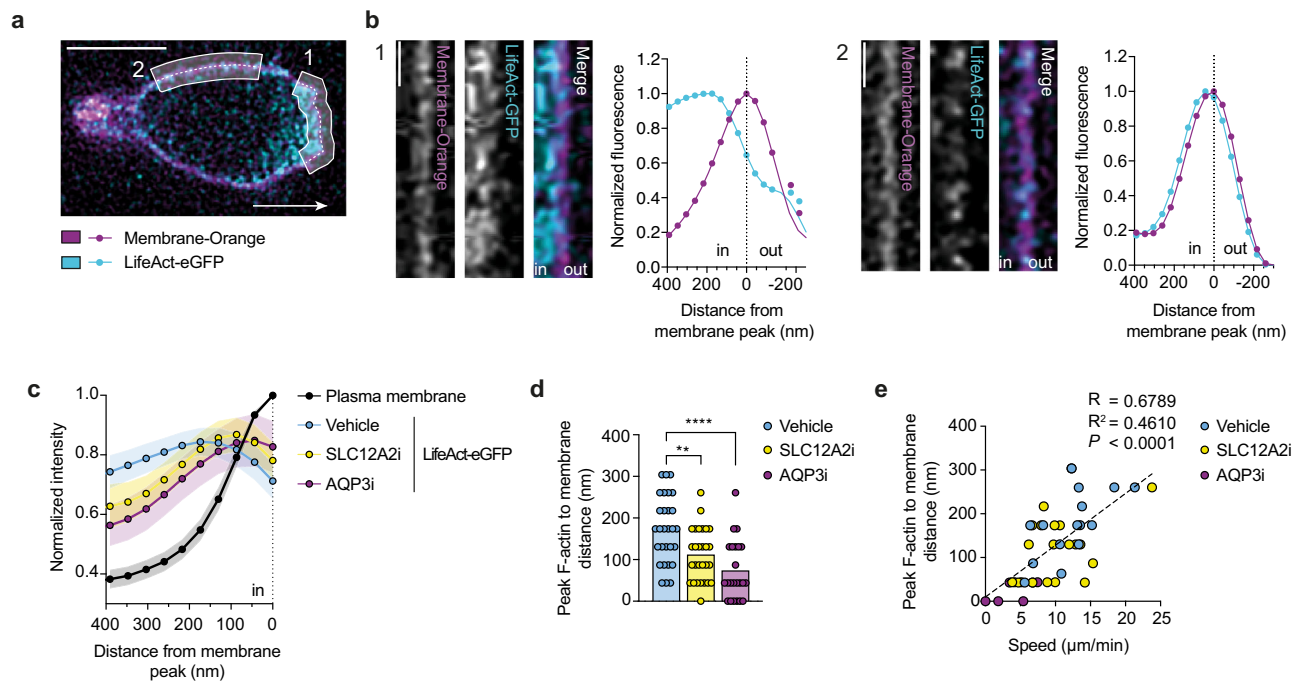 a
1
2
Membrane-Orange
LifeAct-eGFP
b
1
Membrane-Orange
LifeAct-GFP
Merge
in
out
Normalized fluorescence
1.2
1.0
0.8
0.6
0.4
0.2
0.0
in
out
400
200
0
-200
Distance from
membrane peak (nm)
2
Membrane-Orange
LifeAct-GFP
Merge
in
out
Normalized fluorescence
1.2
1.0
0.8
0.6
0.4
0.2
0.0
in
out
400
200
0
-200
Distance from
membrane peak (nm)
c
Normalized intensity
1.0
0.8
0.6
0.4
in
400
300
200
100
0
Distance from membrane
peak (nm)
Plasma membrane
Vehicle
SLC12A2i
AQP3i
LifeAct-eGFP
d
Peak F-actin to membrane
distance (nm)
400
300
200
100
0
**
****
Vehicle
SLC12A2i
AQP3i
e
Peak F-actin to membrane
distance (nm)
400
300
200
100
0
0
5
10
15
20
25
Speed (µm/min)
R = 0.6789
R² = 0.4610
P < 0.0001
Vehicle
SLC12A2i
AQP3i